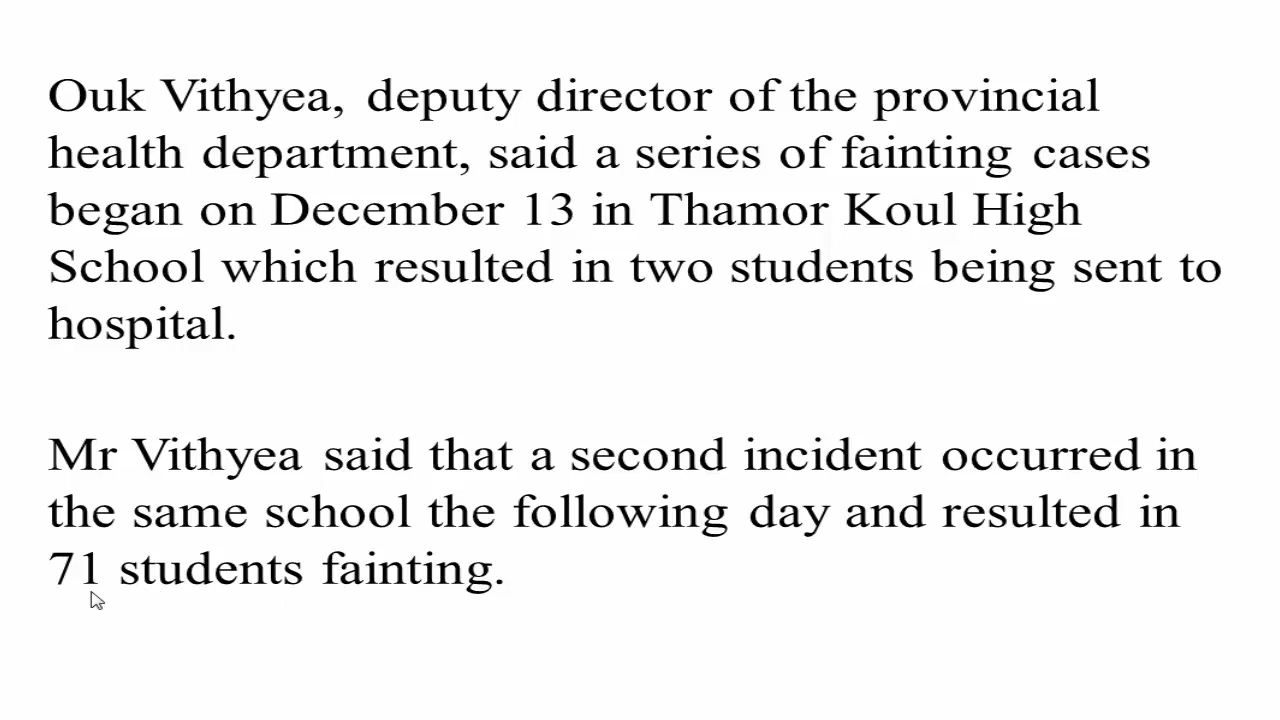 Ouk Vithyea, deputy director of the provincial
health department, said a series of fainting cases
began on December 13 in Thamor Koul High
School which resulted in two students being sent to
hospital.
Mr Vithyea said that a second incident occurred in
the same school the following day and resulted in
71 students fainting.